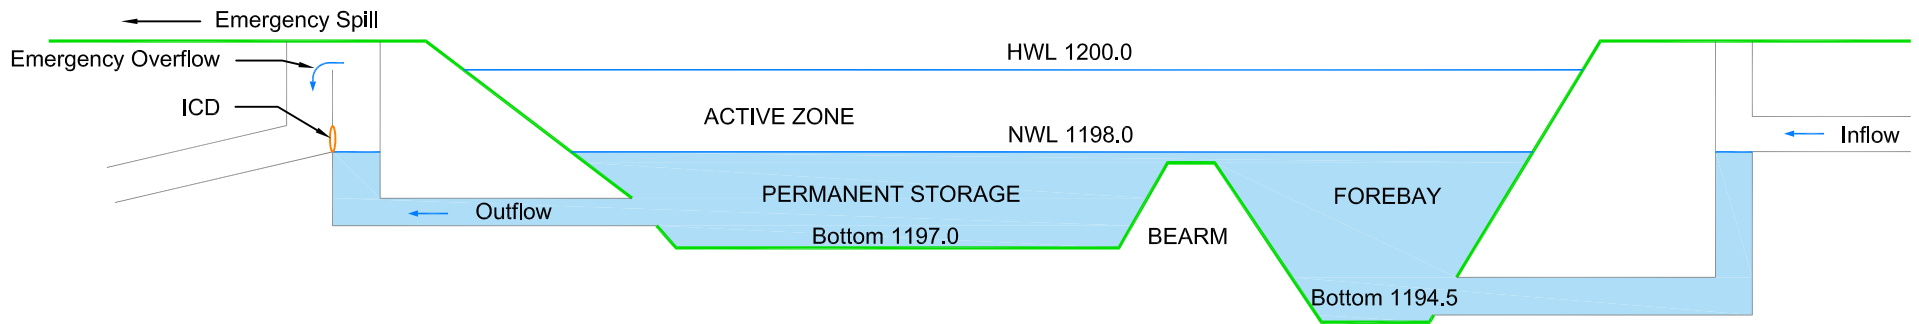 Emergency Spill
Emergency Overflow
HWL 1200.0
ICD
ACTIVE ZONE
NWL 1198.0
Inflow
PERMANENT STORAGE
FOREBAY
Outflow
Bottom 1197.0
BEARM
Bottom 1194.5